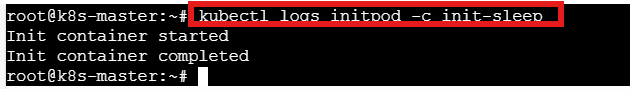 root@k8s-master:~# kubectl logs initpod -c init-sleep
Init container started
Init container completed
root@k8s-master:~#